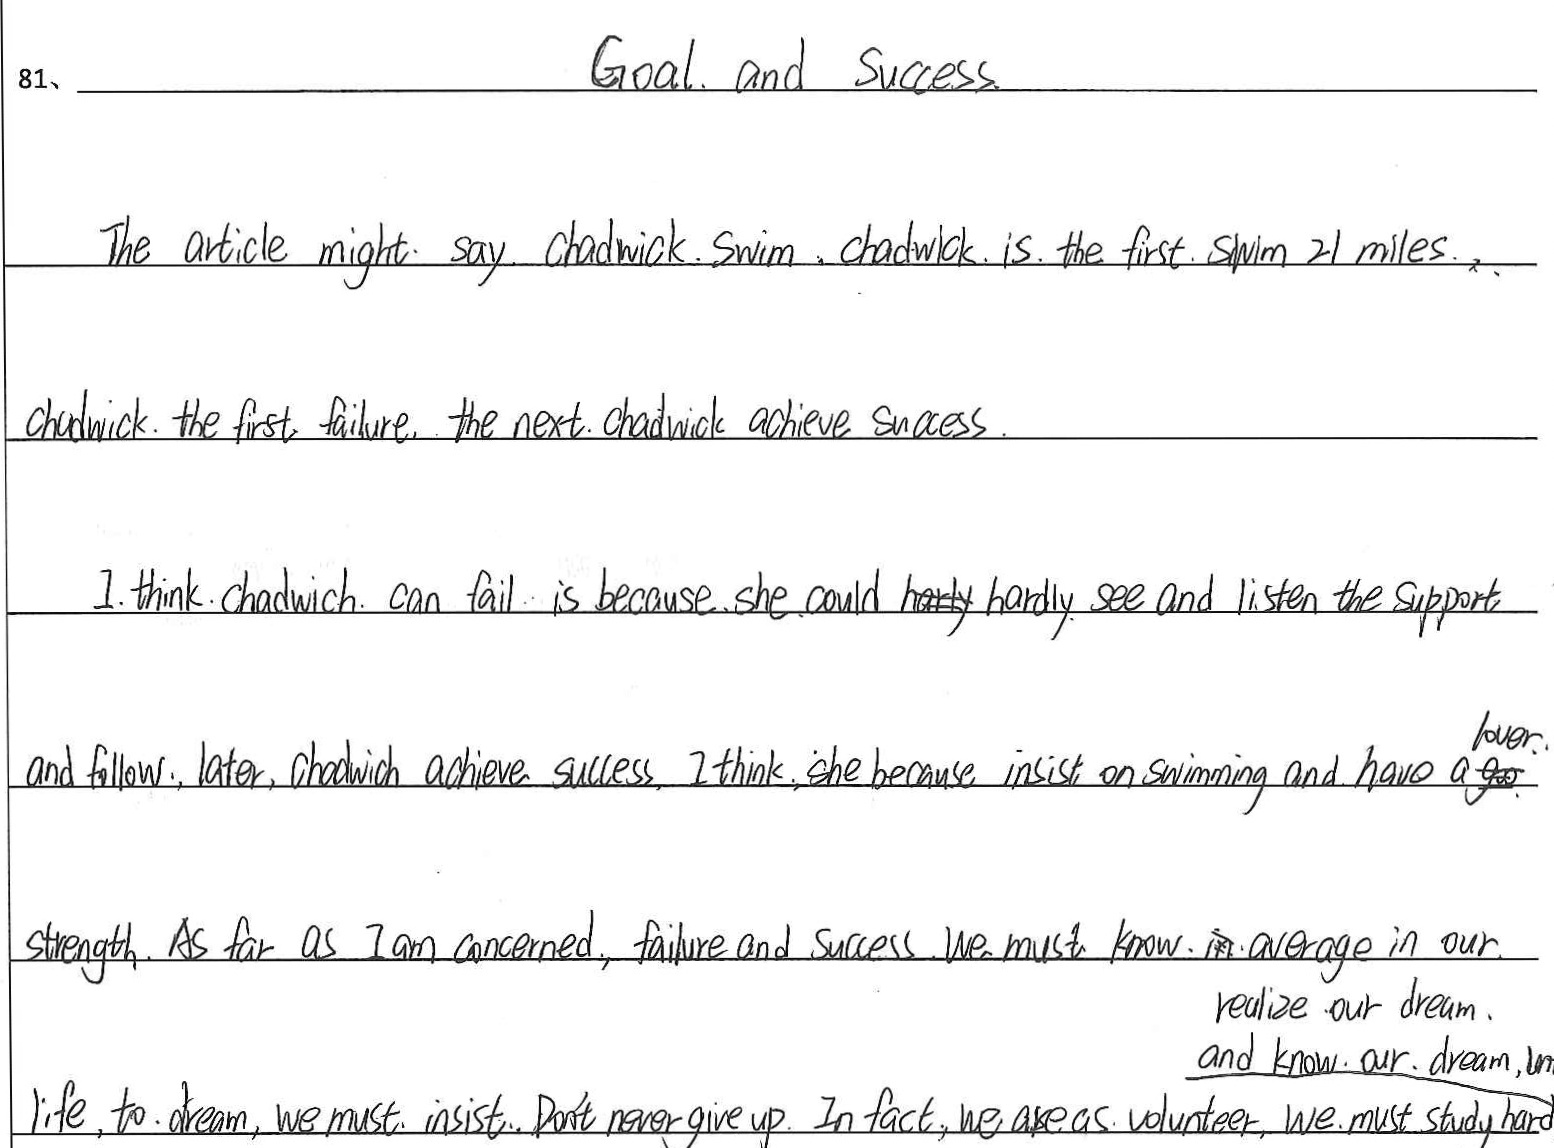 81、 Goal. and Success.
The article might. say. Chadwick. Swim. chadwick. is. the first. swim 21 miles.
chadwick. the first failure. the next. chadwick achieve success.
I. think. chadwich. can fail is because she could hardly see and listen the support
and follow. later, chadwich achieve success, I think, she because insist on swimming and have a lover.
strength. As far as I am concerned, failure and success we must know. average in our
realize our dream.
and know. our. dream,
life, to dream, we must. insist. Don't never give up. In fact, we are as volunteer, we must study hard